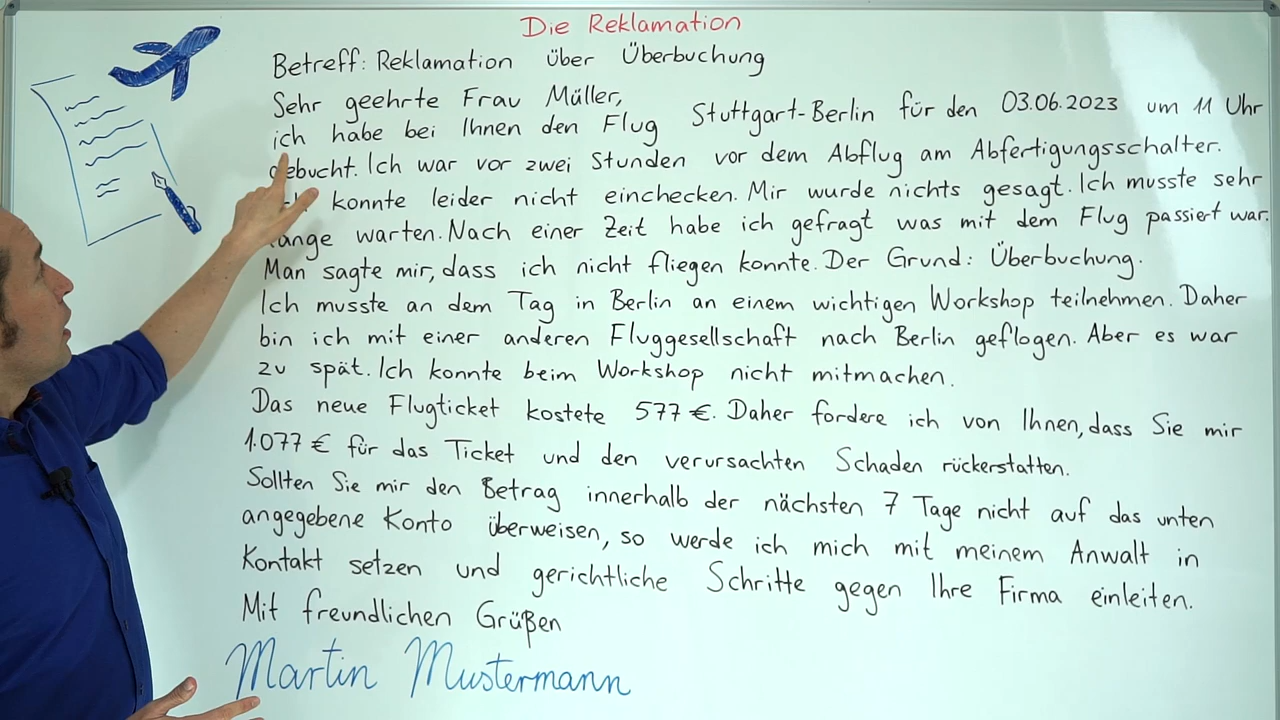 Die Reklamation
Betreff: Reklamation über Überbuchung
Sehr geehrte Frau Müller,
ich habe bei Ihnen den Flug Stuttgart-Berlin für den 03.06.2023 um 11 Uhr
gebucht. Ich war vor zwei Stunden vor dem Abflug am Abfertigungsschalter.
konnte leider nicht einchecken. Mir wurde nichts gesagt. Ich musste sehr
lange warten. Nach einer Zeit habe ich gefragt was mit dem Flug passiert war.
Man sagte mir, dass ich nicht fliegen konnte. Der Grund: Überbuchung.
Ich musste an dem Tag in Berlin an einem wichtigen Workshop teilnehmen. Daher
bin ich mit einer anderen Fluggesellschaft nach Berlin geflogen. Aber es war
zu spät. Ich konnte beim Workshop nicht mitmachen.
Das neue Flugticket kostete 577 €. Daher fordere ich von Ihnen, dass Sie mir
1.077 € für das Ticket und den verursachten Schaden rückerstatten.
Sollten Sie mir den Betrag innerhalb der nächsten 7 Tage nicht auf das unten
angegebene Konto überweisen, so werde ich mich mit meinem Anwalt in
Kontakt setzen und gerichtliche Schritte gegen Ihre Firma einleiten.
Mit freundlichen Grüßen
Martin Mustermann